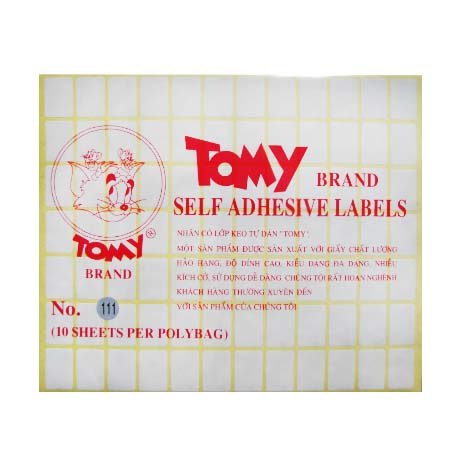 TOMY BRAND
SELF ADHESIVE LABELS
NHÃN CÓ LỚP KEO TỰ DÁN "TOMY":
MỘT SẢN PHẨM ĐƯỢC SẢN XUẤT VỚI GIẤY CHẤT LƯỢNG
HẢO HẠNG, ĐỘ DÍNH CAO, KIỂU DANG ĐA DẠNG, NHIỀU
KÍCH CỠ, SỬ DỤNG DỄ DÀNG. CHÚNG TÔI RẤT HOAN NGHÊNH
KHÁCH HÀNG THƯỜNG XUYÊN ĐẾN
VỚI SẢN PHẨM CỦA CHÚNG TÔI
TOMY®
BRAND
No. 111
(10 SHEETS PER POLYBAG)